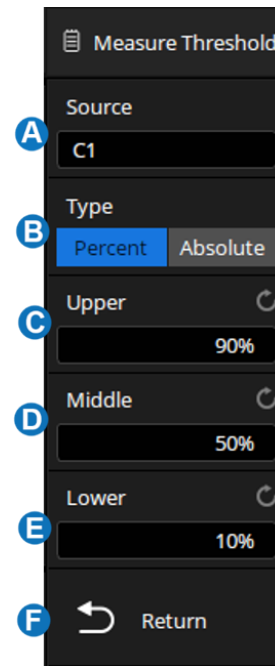 Measure Threshold
Source
A
C1
Type
B
Percent Absolute
Upper
C
90%
Middle
D
50%
Lower
E
10%
F
Return